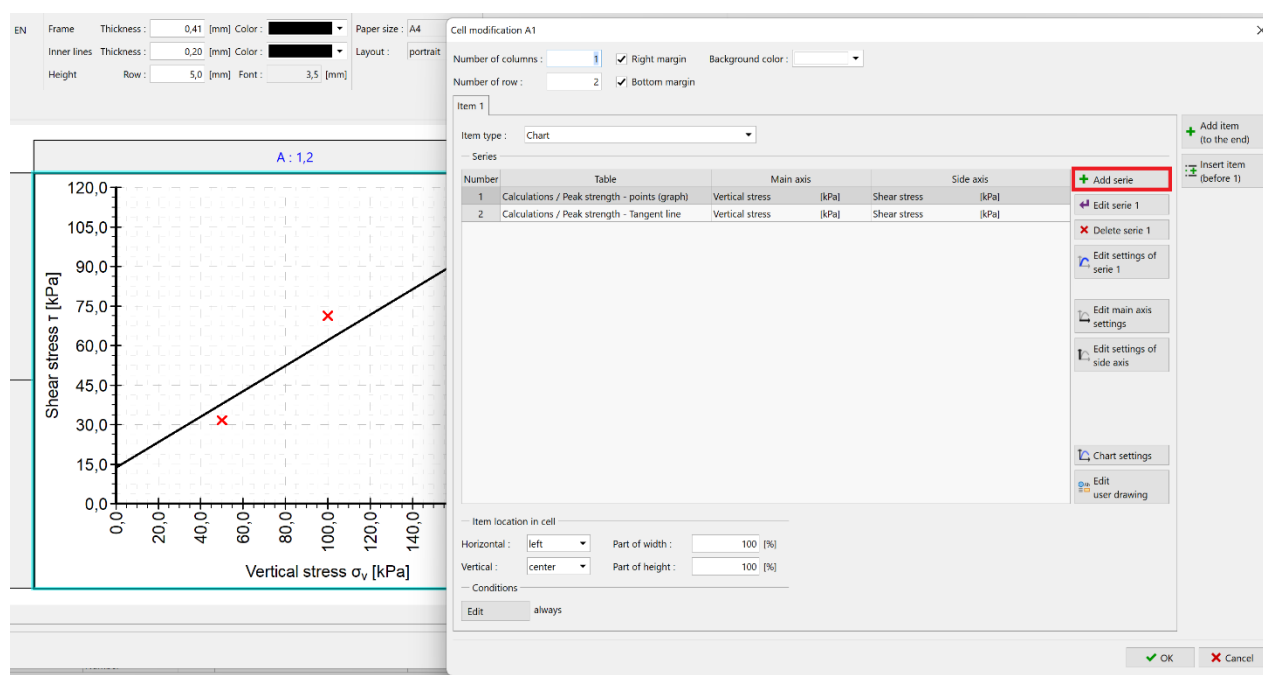 EN
Frame Thickness : 0,41 [mm] Color : Paper size : A4
Inner lines Thickness : 0,20 [mm] Color : Layout : portrait
Height Row : 5,0 [mm] Font : 3,5 [mm]
A : 1,2
120,0
105,0
90,0
75,0
60,0
45,0
30,0
15,0
0,0
Shear stress τ [kPa]
0,0 20,0 40,0 60,0 80,0 100,0 120,0 140,0
Vertical stress σv [kPa]
Cell modification A1
Number of columns : 1 Right margin Background color :
Number of row : 2 Bottom margin
Item 1
Item type : Chart
Series
Number Table Main axis Side axis
1 Calculations / Peak strength - points (graph) Vertical stress [kPa] Shear stress [kPa]
2 Calculations / Peak strength - Tangent line Vertical stress [kPa] Shear stress [kPa]
Add serie
Edit serie 1
Delete serie 1
Edit settings of
serie 1
Edit main axis
settings
Edit settings of
side axis
Chart settings
Edit
user drawing
Item location in cell
Horizontal : left Part of width : 100 [%]
Vertical : center Part of height : 100 [%]
Conditions
Edit always
Add item
(to the end)
Insert item
(before 1)
OK Cancel